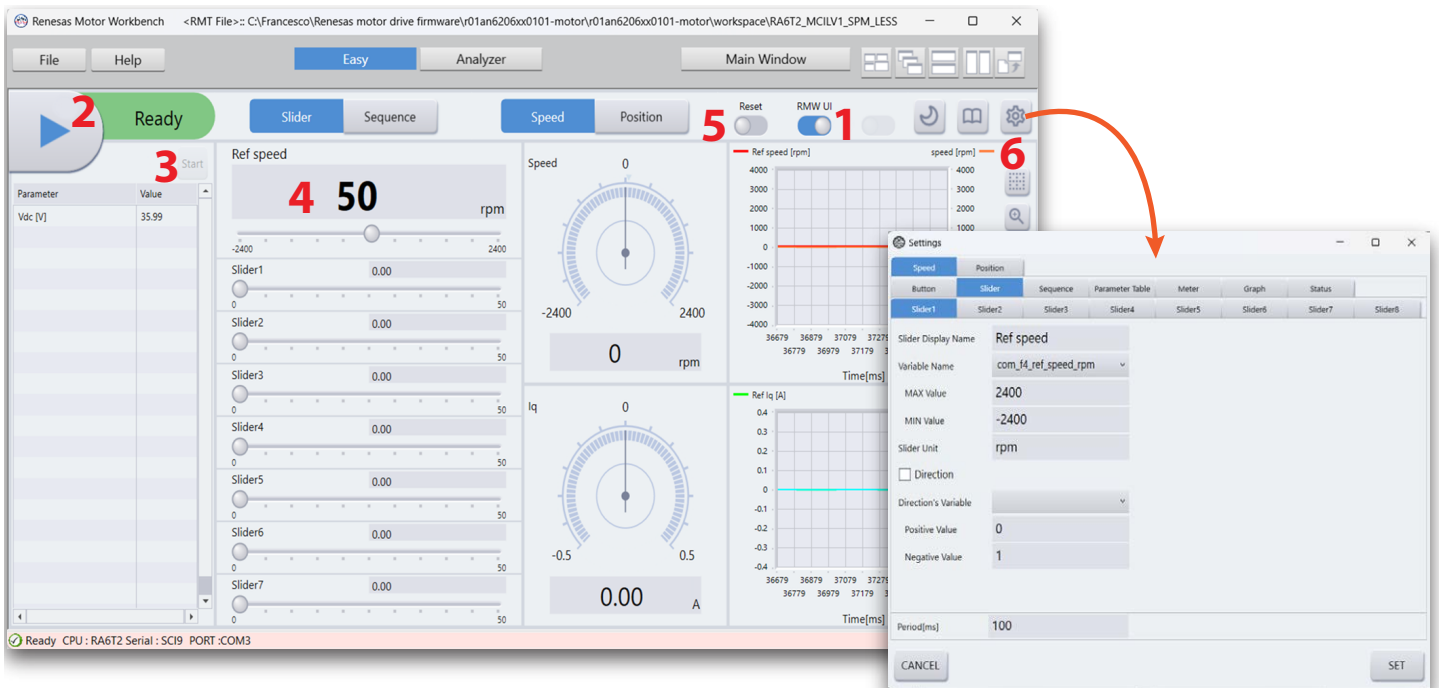 Renesas Motor Workbench <RMT File>:: C:\Francesco\Renesas motor drive firmware\r01an6206xx0101-motor\r01an6206xx0101-motor\workspace\RA6T2_MCILV1_SPM_LESS
File Help Easy Analyzer Main Window
2 Ready Slider Sequence Speed Position 5 Reset RMW UI 1
3 Start
Parameter Value
Vdc [V] 35.99
Ref speed
4 50 rpm
-2400 2400
Slider1 0.00
0 50
Slider2 0.00
0 50
Slider3 0.00
0 50
Slider4 0.00
0 50
Slider5 0.00
0 50
Slider6 0.00
0 50
Slider7 0.00
0 50
Speed 0
-2400 2400
0 rpm
Iq 0
-0.5 0.5
0.00 A
Ref speed [rpm] speed [rpm] 6
4000 4000
3000 3000
2000 2000
1000 1000
0
-1000
-2000
-3000
-4000
36679 36879 37079 3727
36779 36979 37179 3
Time[ms]
Ref Iq [A]
0.4
0.3
0.2
0.1
0
-0.1
-0.2
-0.3
-0.4
36679 36879 37079 3727
36779 36979 37179 3
Time[ms]
Ready CPU : RA6T2 Serial : SCI9 PORT :COM3
Settings
Speed Position
Button Slider Sequence Parameter Table Meter Graph Status
Slider1 Slider2 Slider3 Slider4 Slider5 Slider6 Slider7 Slider8
Slider Display Name Ref speed
Variable Name com_f4_ref_speed_rpm
MAX Value 2400
MIN Value -2400
Slider Unit rpm
Direction
Direction's Variable
Positive Value 0
Negative Value 1
Period[ms] 100
CANCEL SET